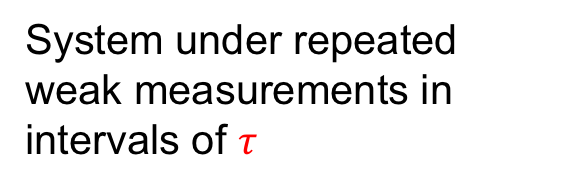 System under repeated
weak measurements in
intervals of τ